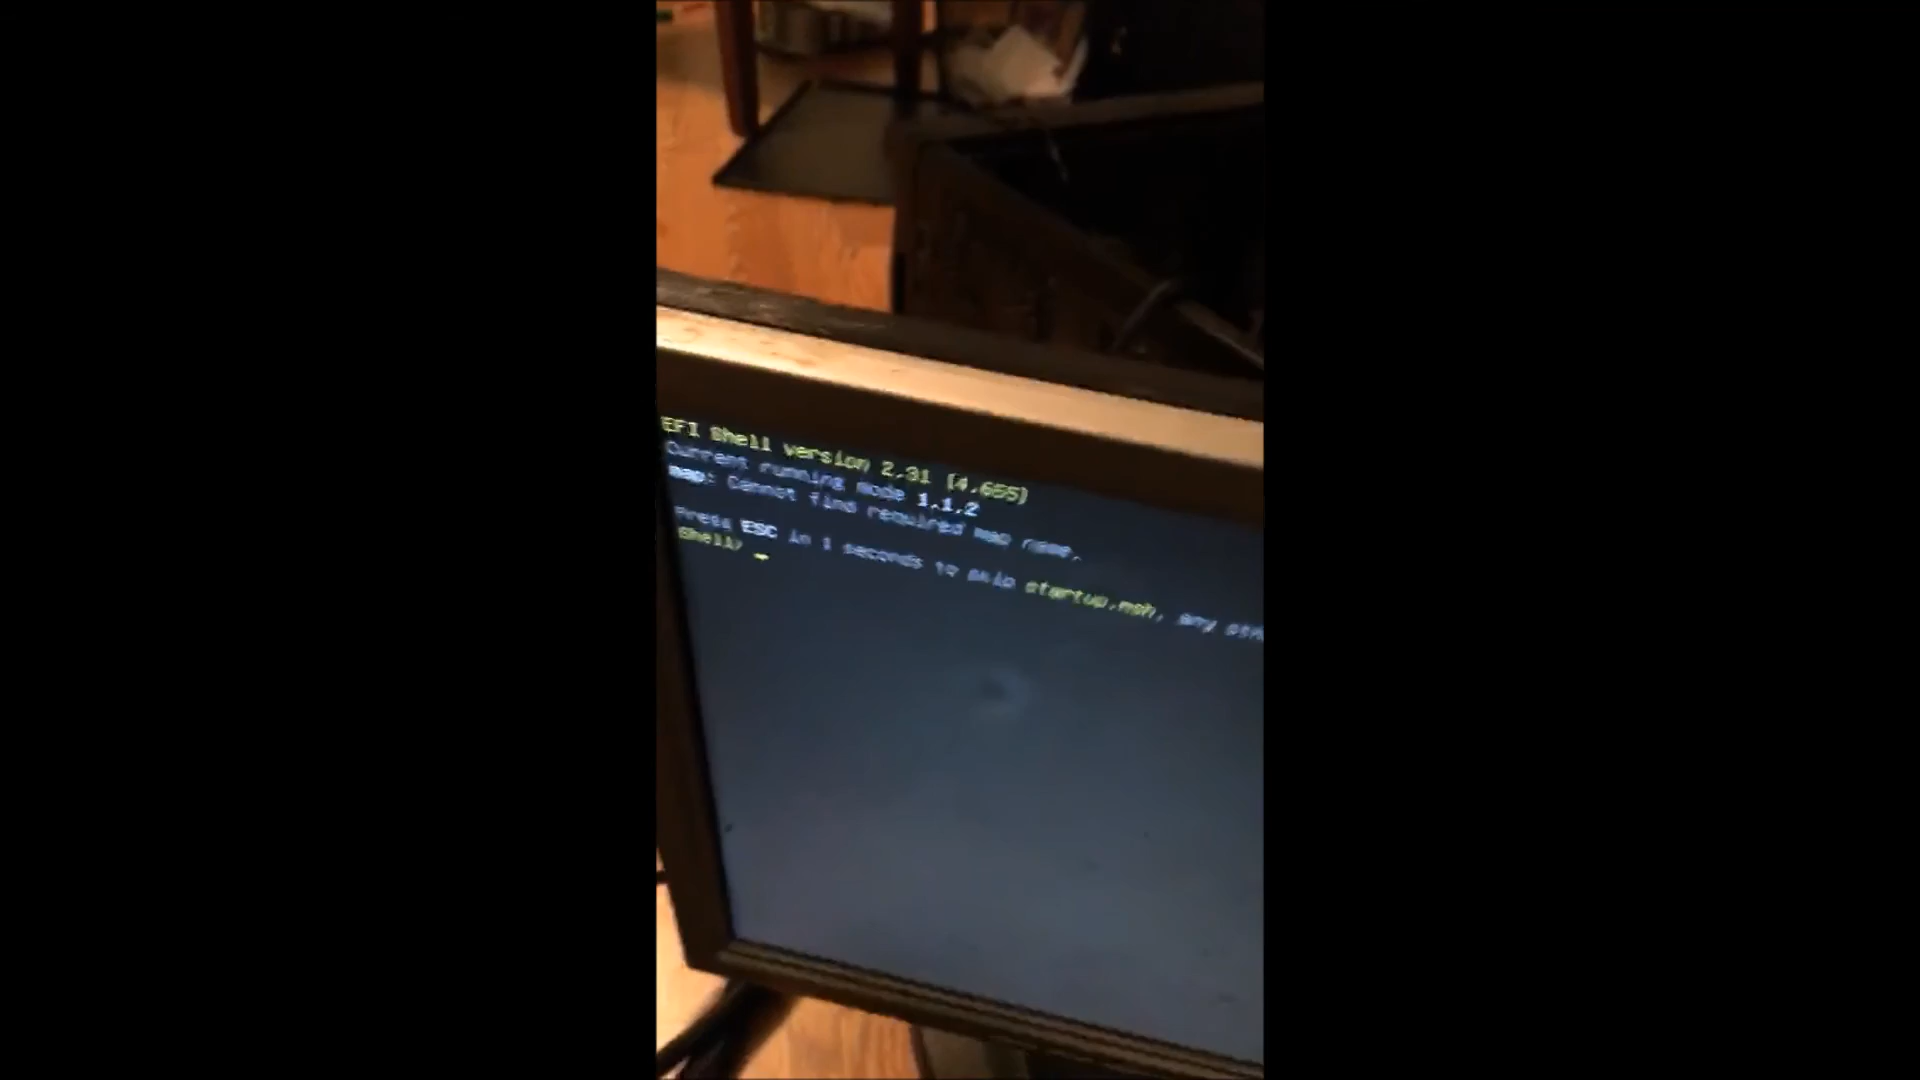 EFI Shell version 2.31 [4.655]
Current running mode 1.1.2
map: Cannot find required map name.
Press ESC in 1 seconds to skip startup.nsh, any
Shell> _